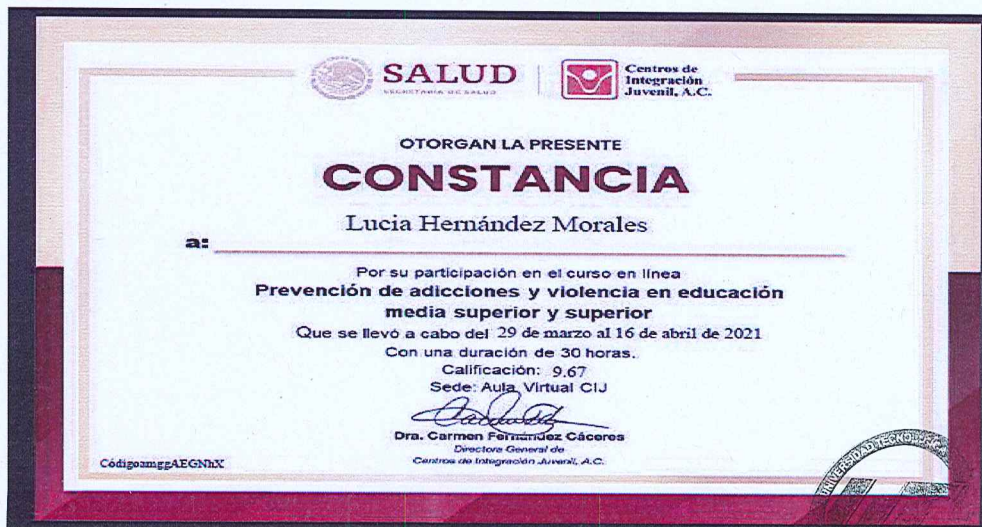 SALUD
SECRETARÍA DE SALUD
Centros de
Integración
Juvenil, A.C.
OTORGAN LA PRESENTE
CONSTANCIA
Lucia Hernández Morales
a:
Por su participación en el curso en línea
Prevención de adicciones y violencia en educación
media superior y superior
Que se llevó a cabo del 29 de marzo al 16 de abril de 2021
Con una duración de 30 horas.
Calificación: 9.67
Sede: Aula Virtual CIJ
Dra. Carmen Fernández Cáceres
Directora General de
Centros de Integración Juvenil, A.C.
CódigoamggAEGNhX
UNIVERSIDAD